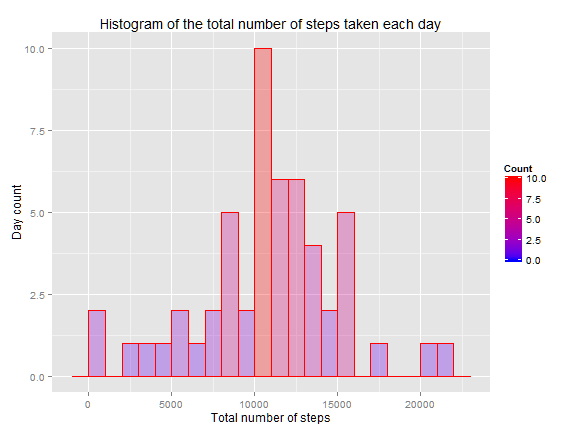 Histogram of the total number of steps taken each day
10.0
7.5
5.0
2.5
0.0
Day count
0 5000 10000 15000 20000
Total number of steps
Count
10.0
7.5
5.0
2.5
0.0